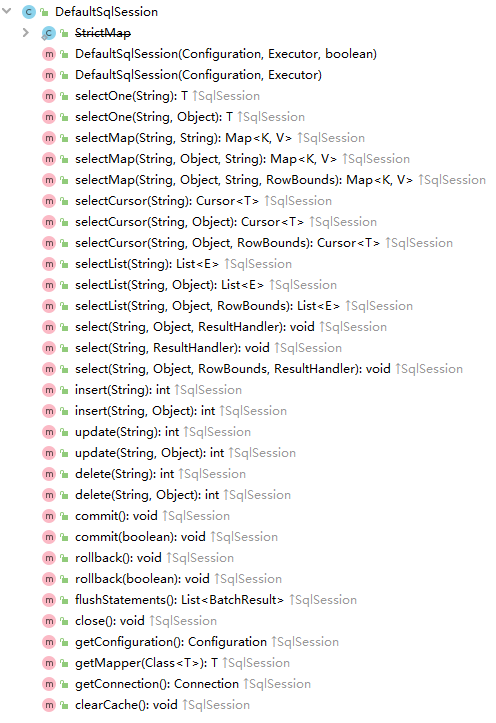 DefaultSqlSession
StrictMap
DefaultSqlSession(Configuration, Executor, boolean)
DefaultSqlSession(Configuration, Executor)
selectOne(String): T ↑SqlSession
selectOne(String, Object): T ↑SqlSession
selectMap(String, String): Map<K, V> ↑SqlSession
selectMap(String, Object, String): Map<K, V> ↑SqlSession
selectMap(String, Object, String, RowBounds): Map<K, V> ↑SqlSession
selectCursor(String): Cursor<T> ↑SqlSession
selectCursor(String, Object): Cursor<T> ↑SqlSession
selectCursor(String, Object, RowBounds): Cursor<T> ↑SqlSession
selectList(String): List<E> ↑SqlSession
selectList(String, Object): List<E> ↑SqlSession
selectList(String, Object, RowBounds): List<E> ↑SqlSession
select(String, Object, ResultHandler): void ↑SqlSession
select(String, ResultHandler): void ↑SqlSession
select(String, Object, RowBounds, ResultHandler): void ↑SqlSession
insert(String): int ↑SqlSession
insert(String, Object): int ↑SqlSession
update(String): int ↑SqlSession
update(String, Object): int ↑SqlSession
delete(String): int ↑SqlSession
delete(String, Object): int ↑SqlSession
commit(): void ↑SqlSession
commit(boolean): void ↑SqlSession
rollback(): void ↑SqlSession
rollback(boolean): void ↑SqlSession
flushStatements(): List<BatchResult> ↑SqlSession
close(): void ↑SqlSession
getConfiguration(): Configuration ↑SqlSession
getMapper(Class<T>): T ↑SqlSession
getConnection(): Connection ↑SqlSession
clearCache(): void ↑SqlSession